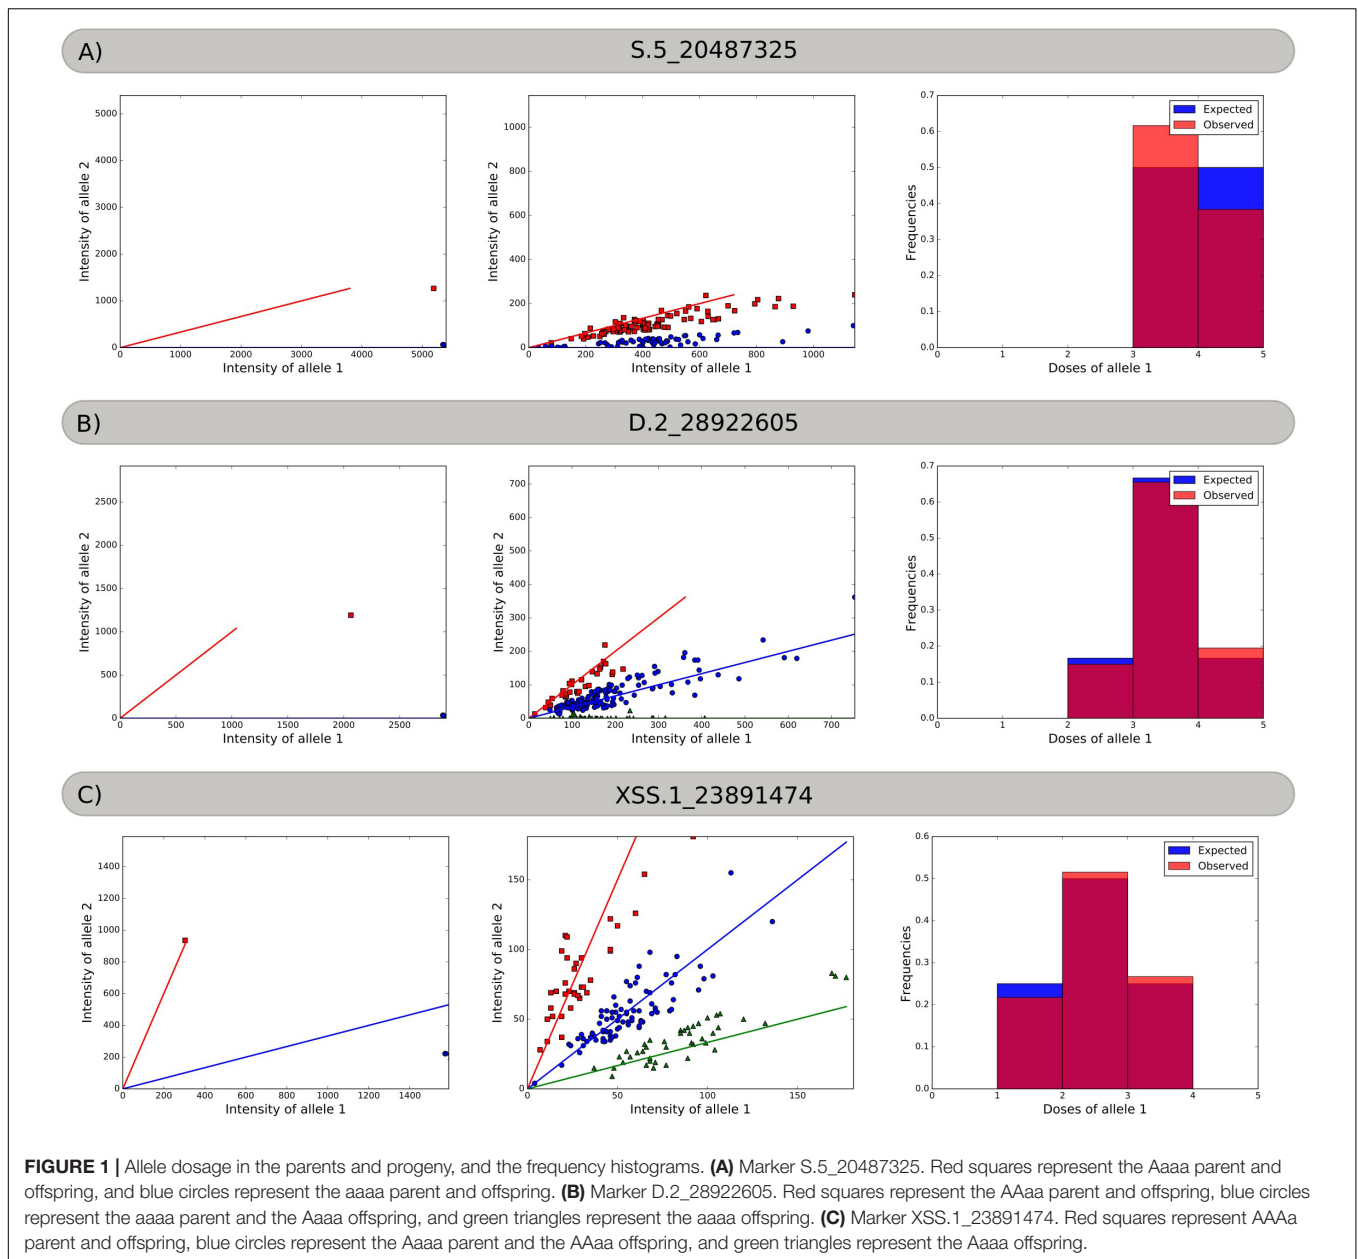 A) S.5_20487325
5000
4000
3000
2000
1000
0
Intensity of allele 2
0 1000 2000 3000 4000 5000
Intensity of allele 1
1000
800
600
400
200
0
Intensity of allele 2
0 200 400 600 800 1000
Intensity of allele 1
0.7
0.6
0.5
0.4
0.3
0.2
0.1
0.0
Frequencies
Expected
Observed
0 1 2 3 4 5
Doses of allele 1
B) D.2_28922605
2500
2000
1500
1000
500
0
Intensity of allele 2
0 500 1000 1500 2000 2500
Intensity of allele 1
700
600
500
400
300
200
100
0
Intensity of allele 2
0 100 200 300 400 500 600 700
Intensity of allele 1
0.7
0.6
0.5
0.4
0.3
0.2
0.1
0.0
Frequencies
Expected
Observed
0 1 2 3 4 5
Doses of allele 1
C) XSS.1_23891474
1400
1200
1000
800
600
400
200
0
Intensity of allele 2
0 200 400 600 800 1000 1200 1400
Intensity of allele 1
150
100
50
0
Intensity of allele 2
0 50 100 150
Intensity of allele 1
0.6
0.5
0.4
0.3
0.2
0.1
0.0
Frequencies
Expected
Observed
0 1 2 3 4 5
Doses of allele 1
FIGURE 1 | Allele dosage in the parents and progeny, and the frequency histograms. (A) Marker S.5_20487325. Red squares represent the Aaaa parent and
offspring, and blue circles represent the aaaa parent and offspring. (B) Marker D.2_28922605. Red squares represent the AAaa parent and offspring, blue circles
represent the aaaa parent and the Aaaa offspring, and green triangles represent the aaaa offspring. (C) Marker XSS.1_23891474. Red squares represent AAAa
parent and offspring, blue circles represent the Aaaa parent and the AAaa offspring, and green triangles represent the Aaaa offspring.